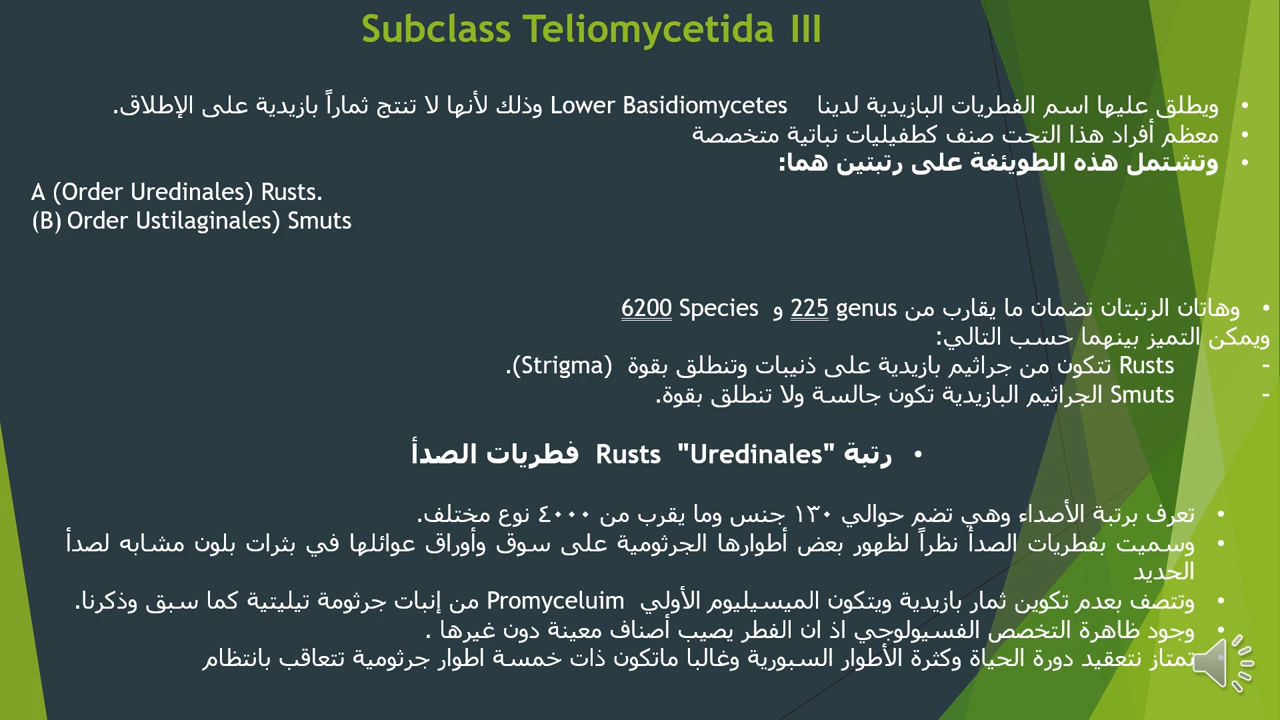 Subclass Teliomycetida III
• ويطلق عليها اسم الفطريات البازيدية لدينا Lower Basidiomycetes وذلك لأنها لا تنتج ثماراً بازيدية على الإطلاق.
• معظم أفراد هذا التحت صنف كطفيليات نباتية متخصصة
• وتشتمل هذه الطويئفة على رتبتين هما:
A (Order Uredinales) Rusts.
(B) Order Ustilaginales) Smuts
• وهاتان الرتبتان تضمان ما يقارب من 225 genus و 6200 Species
ويمكن التميز بينهما حسب التالي:
- Rusts تتكون من جراثيم بازيدية على ذنيبات وتنطلق بقوة (Strigma).
- Smuts الجراثيم البازيدية تكون جالسة ولا تنطلق بقوة.
• رتبة "Uredinales" Rusts فطريات الصدأ
• تعرف برتبة الأصداء وهي تضم حوالي ١٣٠ جنس وما يقرب من ٤٠٠٠ نوع مختلف.
• وسميت بفطريات الصدأ نظراً لظهور بعض أطوارها الجرثومية على سوق وأوراق عوائلها في بثرات بلون مشابه لصدأ
الحديد
• وتتصف بعدم تكوين ثمار بازيدية ويتكون الميسيليوم الأولي Promyceluim من إنبات جرثومة تيليتية كما سبق وذكرنا.
• وجود ظاهرة التخصص الفسيولوجي اذ ان الفطر يصيب أصناف معينة دون غيرها .
• تمتاز نتعقيد دورة الحياة وكثرة الأطوار السبورية وغالبا ماتكون ذات خمسة اطوار جرثومية تتعاقب بانتظام